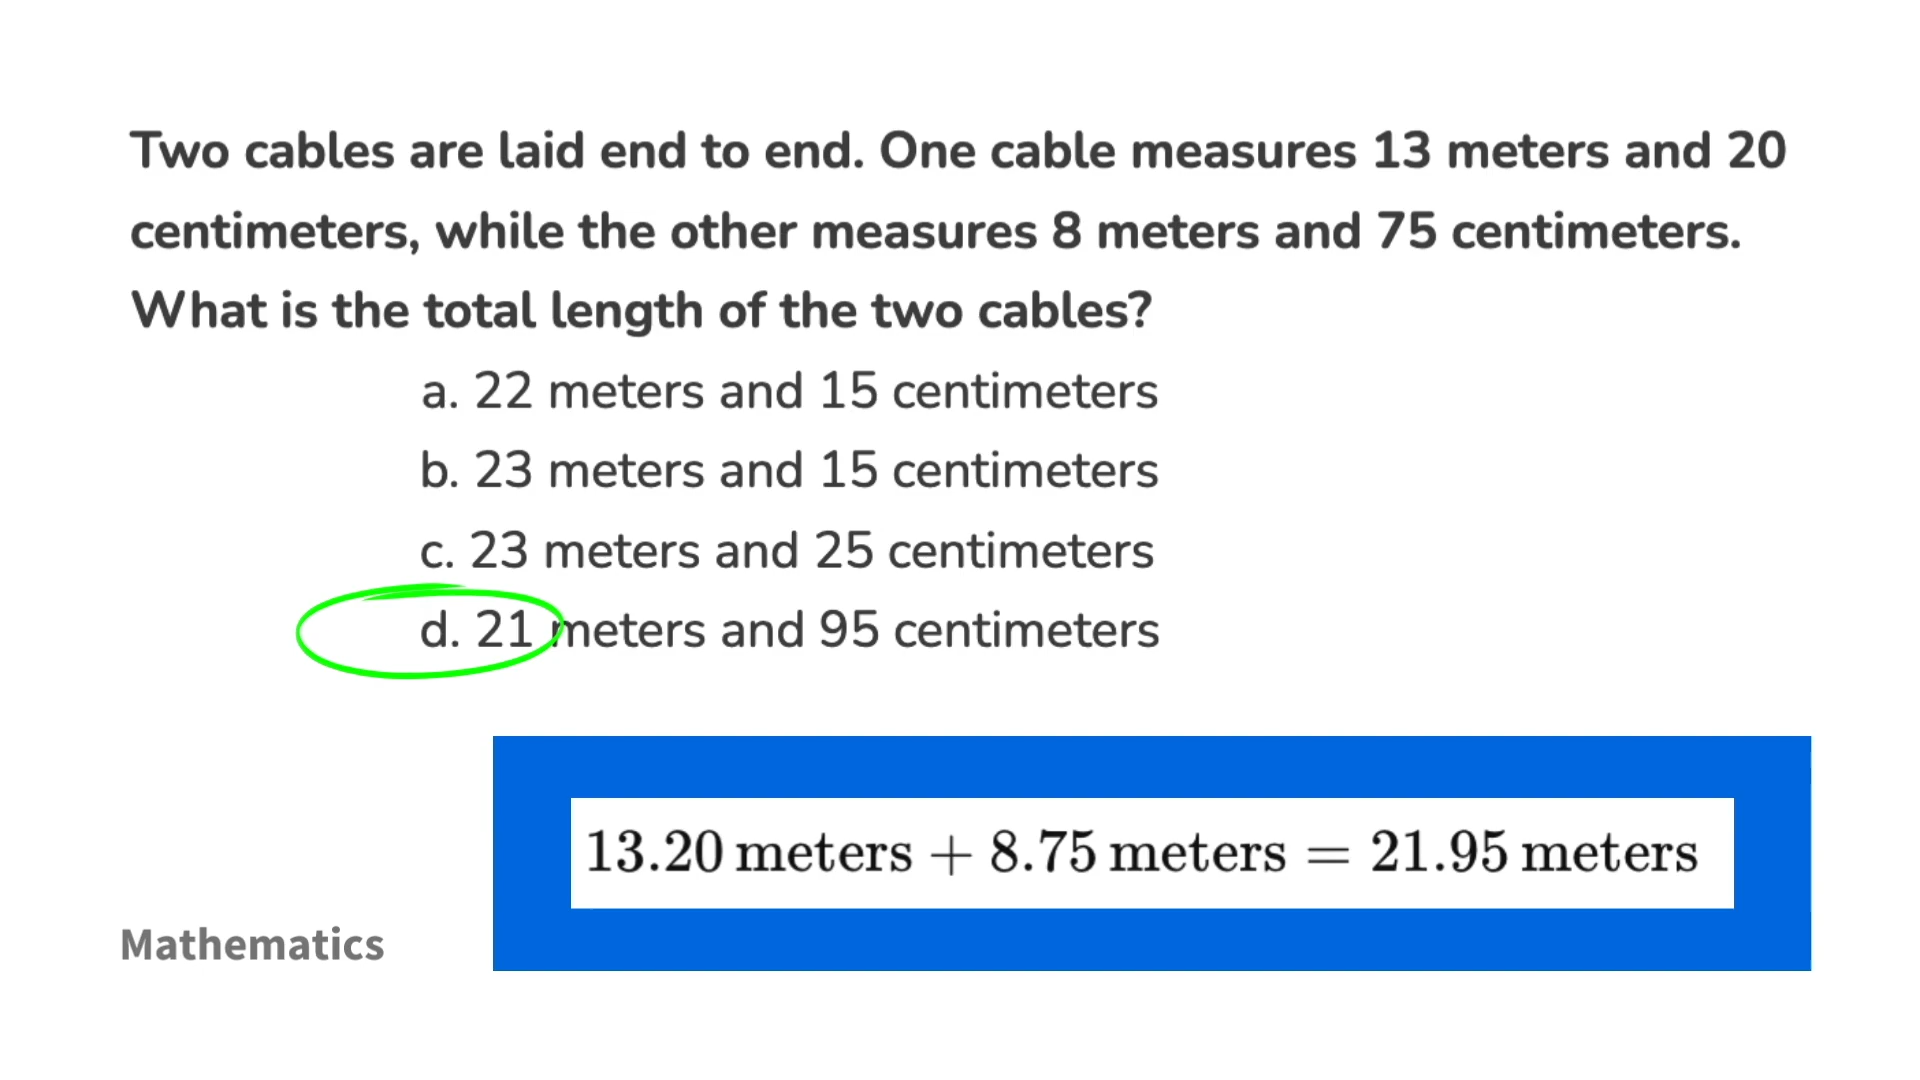 Two cables are laid end to end. One cable measures 13 meters and 20
centimeters, while the other measures 8 meters and 75 centimeters.
What is the total length of the two cables?
a. 22 meters and 15 centimeters
b. 23 meters and 15 centimeters
c. 23 meters and 25 centimeters
d. 21 meters and 95 centimeters
13.20 meters + 8.75 meters = 21.95 meters
Mathematics